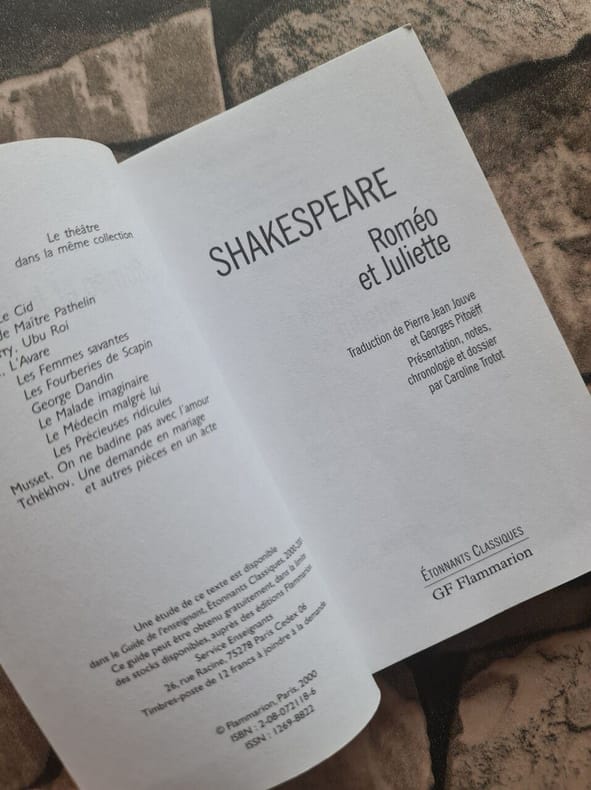 Le théâtre
dans la même collection
Le Cid
de Maître Pathelin
Ubu Roi
L'Avare
Les Femmes savantes
Les Fourberies de Scapin
George Dandin
Le Malade imaginaire
Le Médecin malgré lui
Les Précieuses ridicules
Musset, On ne badine pas avec l'amour
Tchékhov, Une demande en mariage
et autres pièces en un acte
Une étude de ce texte est disponible
dans le Guide de l'enseignant, Étonnants Classiques,
Ce guide peut être obtenu gratuitement, dans la limite
des stocks disponibles, auprès des éditions Flammarion
Service Enseignants
26, rue Racine, 75278 Paris Cedex 06
Timbres-poste de 12 francs à joindre à la demande
© Flammarion, Paris, 2000
ISBN : 2-08-072118-6
ISSN : 1269-8822
SHAKESPEARE
Roméo
et Juliette
Traduction de Pierre Jean Jouve
et Georges Pitoëff
Présentation, notes,
chronologie et dossier
par Caroline Trotot
ÉTONNANTS CLASSIQUES
GF Flammarion